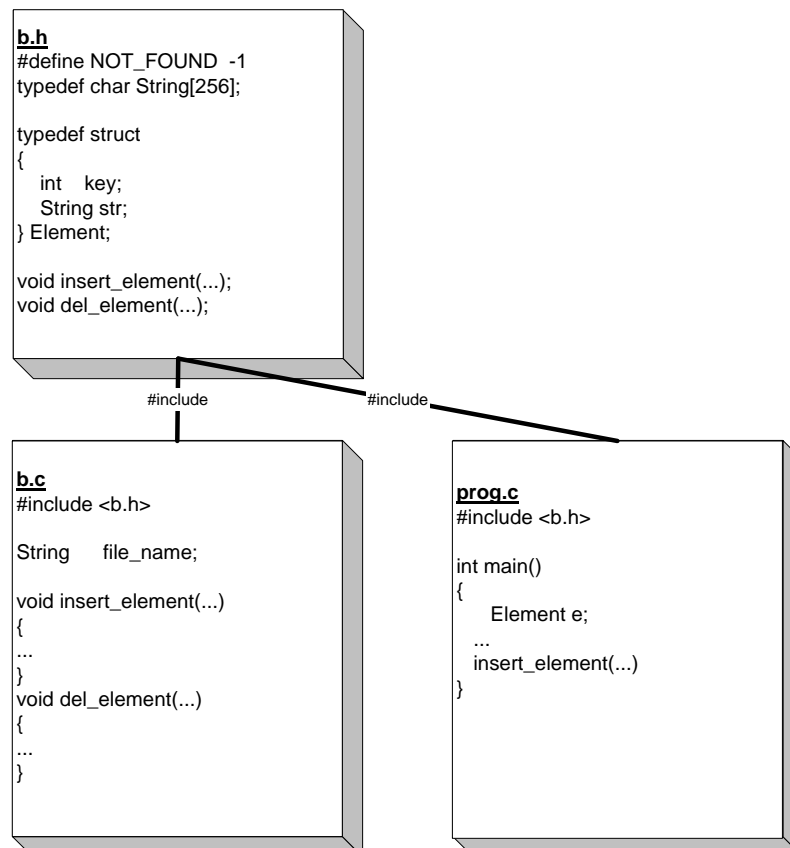 b.h
#define NOT_FOUND -1
typedef char String[256];
typedef struct
{
int key;
String str;
} Element;
void insert_element(...);
void del_element(...);
#include
#include
b.c
#include <b.h>
String file_name;
void insert_element(...)
{
...
}
void del_element(...)
{
...
}
prog.c
#include <b.h>
int main()
{
Element e;
...
insert_element(...)
}